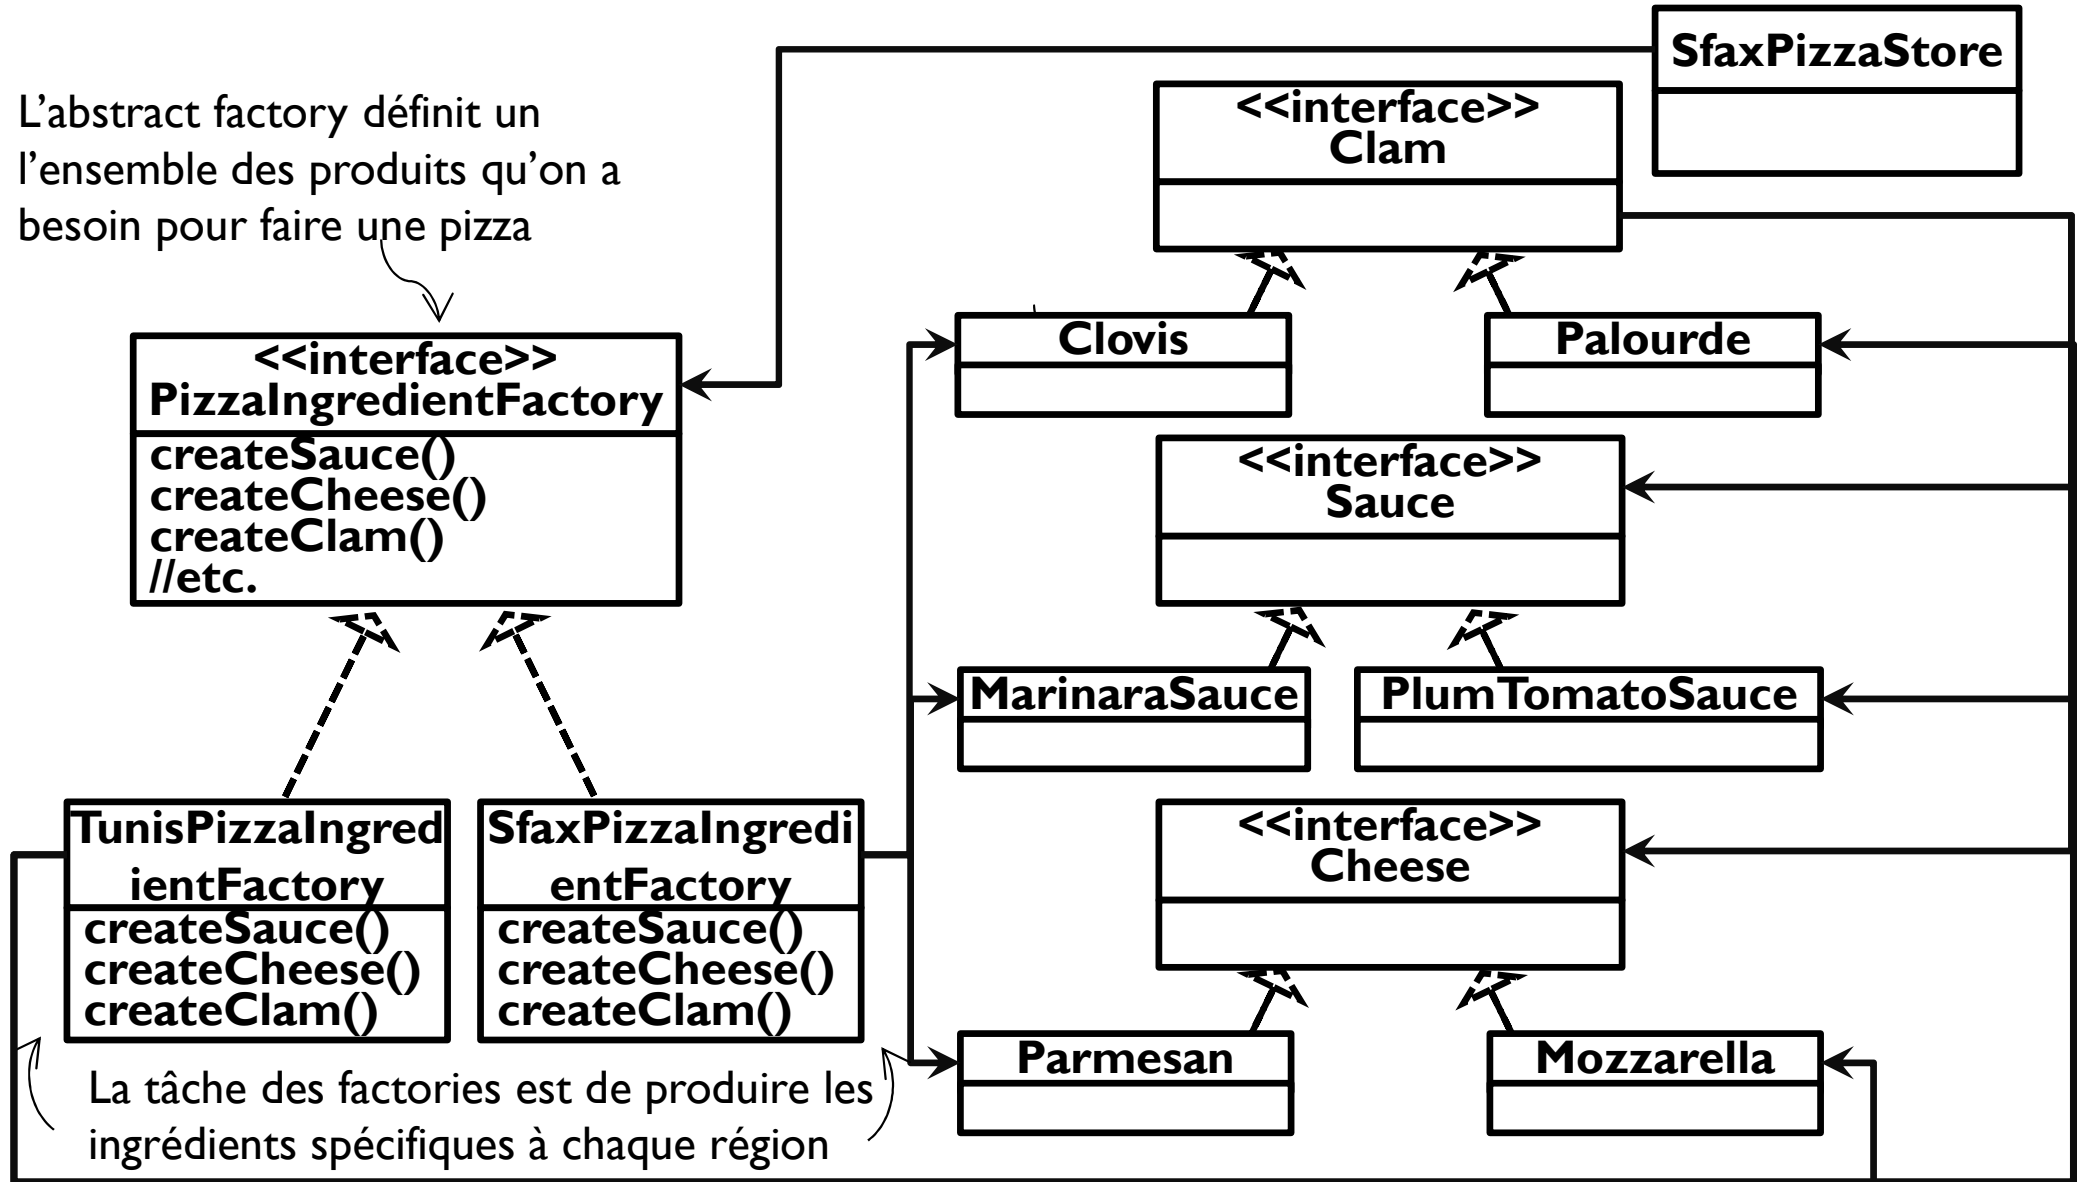 SfaxPizzaStore
L'abstract factory définit un
l'ensemble des produits qu'on a
besoin pour faire une pizza
<<interface>>
Clam
Clovis
Palourde
<<interface>>
PizzaIngredientFactory
createSauce()
createCheese()
createClam()
//etc.
<<interface>>
Sauce
MarinaraSauce
PlumTomatoSauce
TunisPizzaIngred
ientFactory
createSauce()
createCheese()
createClam()
SfaxPizzaIngredi
entFactory
createSauce()
createCheese()
createClam()
<<interface>>
Cheese
Parmesan
Mozzarella
La tâche des factories est de produire les
ingrédients spécifiques à chaque région